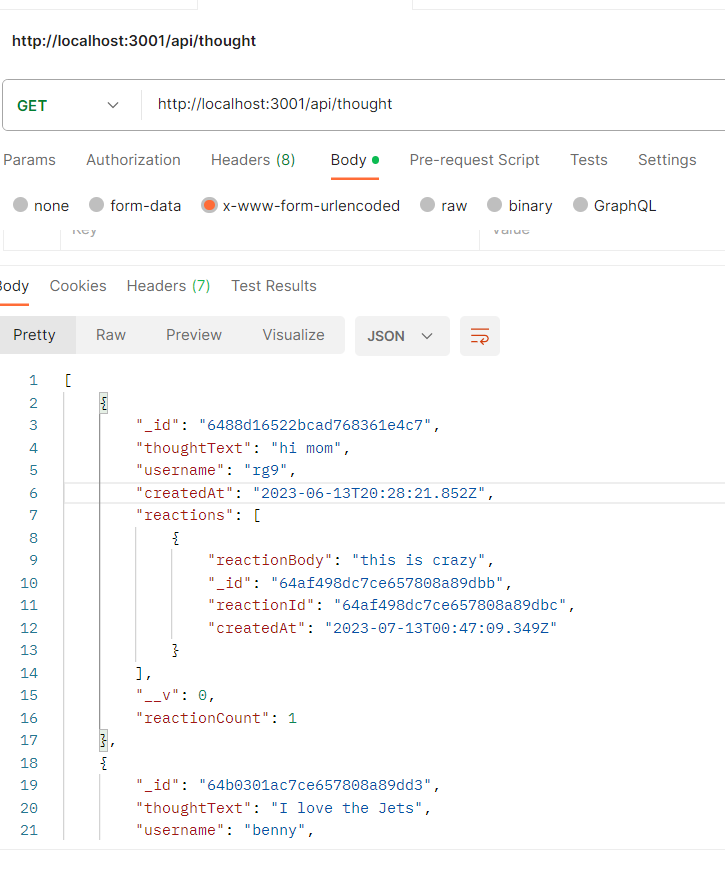 http://localhost:3001/api/thought
GET http://localhost:3001/api/thought
Params Authorization Headers (8) Body Pre-request Script Tests Settings
none form-data x-www-form-urlencoded raw binary GraphQL
Key Value
Body Cookies Headers (7) Test Results
Pretty Raw Preview Visualize JSON
1 [
2 {
3 "_id": "6488d16522bcad768361e4c7",
4 "thoughtText": "hi mom",
5 "username": "rg9",
6 "createdAt": "2023-06-13T20:28:21.852Z",
7 "reactions": [
8 {
9 "reactionBody": "this is crazy",
10 "_id": "64af498dc7ce657808a89dbb",
11 "reactionId": "64af498dc7ce657808a89dbc",
12 "createdAt": "2023-07-13T00:47:09.349Z"
13 }
14 ],
15 "__v": 0,
16 "reactionCount": 1
17 },
18 {
19 "_id": "64b0301ac7ce657808a89dd3",
20 "thoughtText": "I love the Jets",
21 "username": "benny",